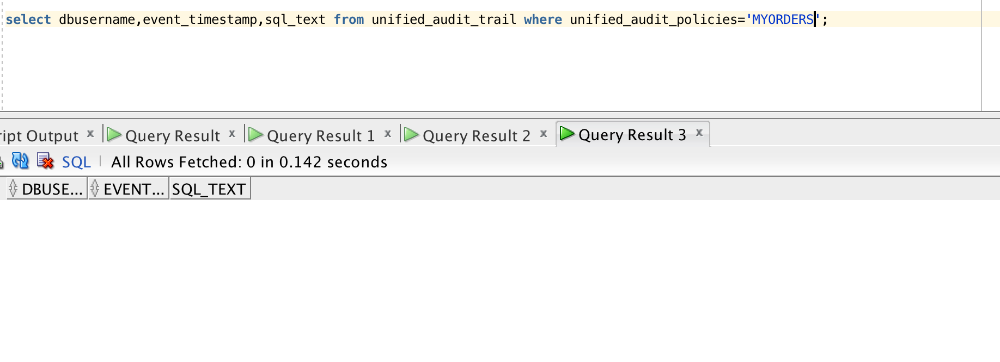 select dbusername,event_timestamp,sql_text from unified_audit_trail where unified_audit_policies='MYORDERS';
ript Output x Query Result x Query Result 1 x Query Result 2 x Query Result 3 x
SQL All Rows Fetched: 0 in 0.142 seconds
DBUSE... EVENT... SQL_TEXT